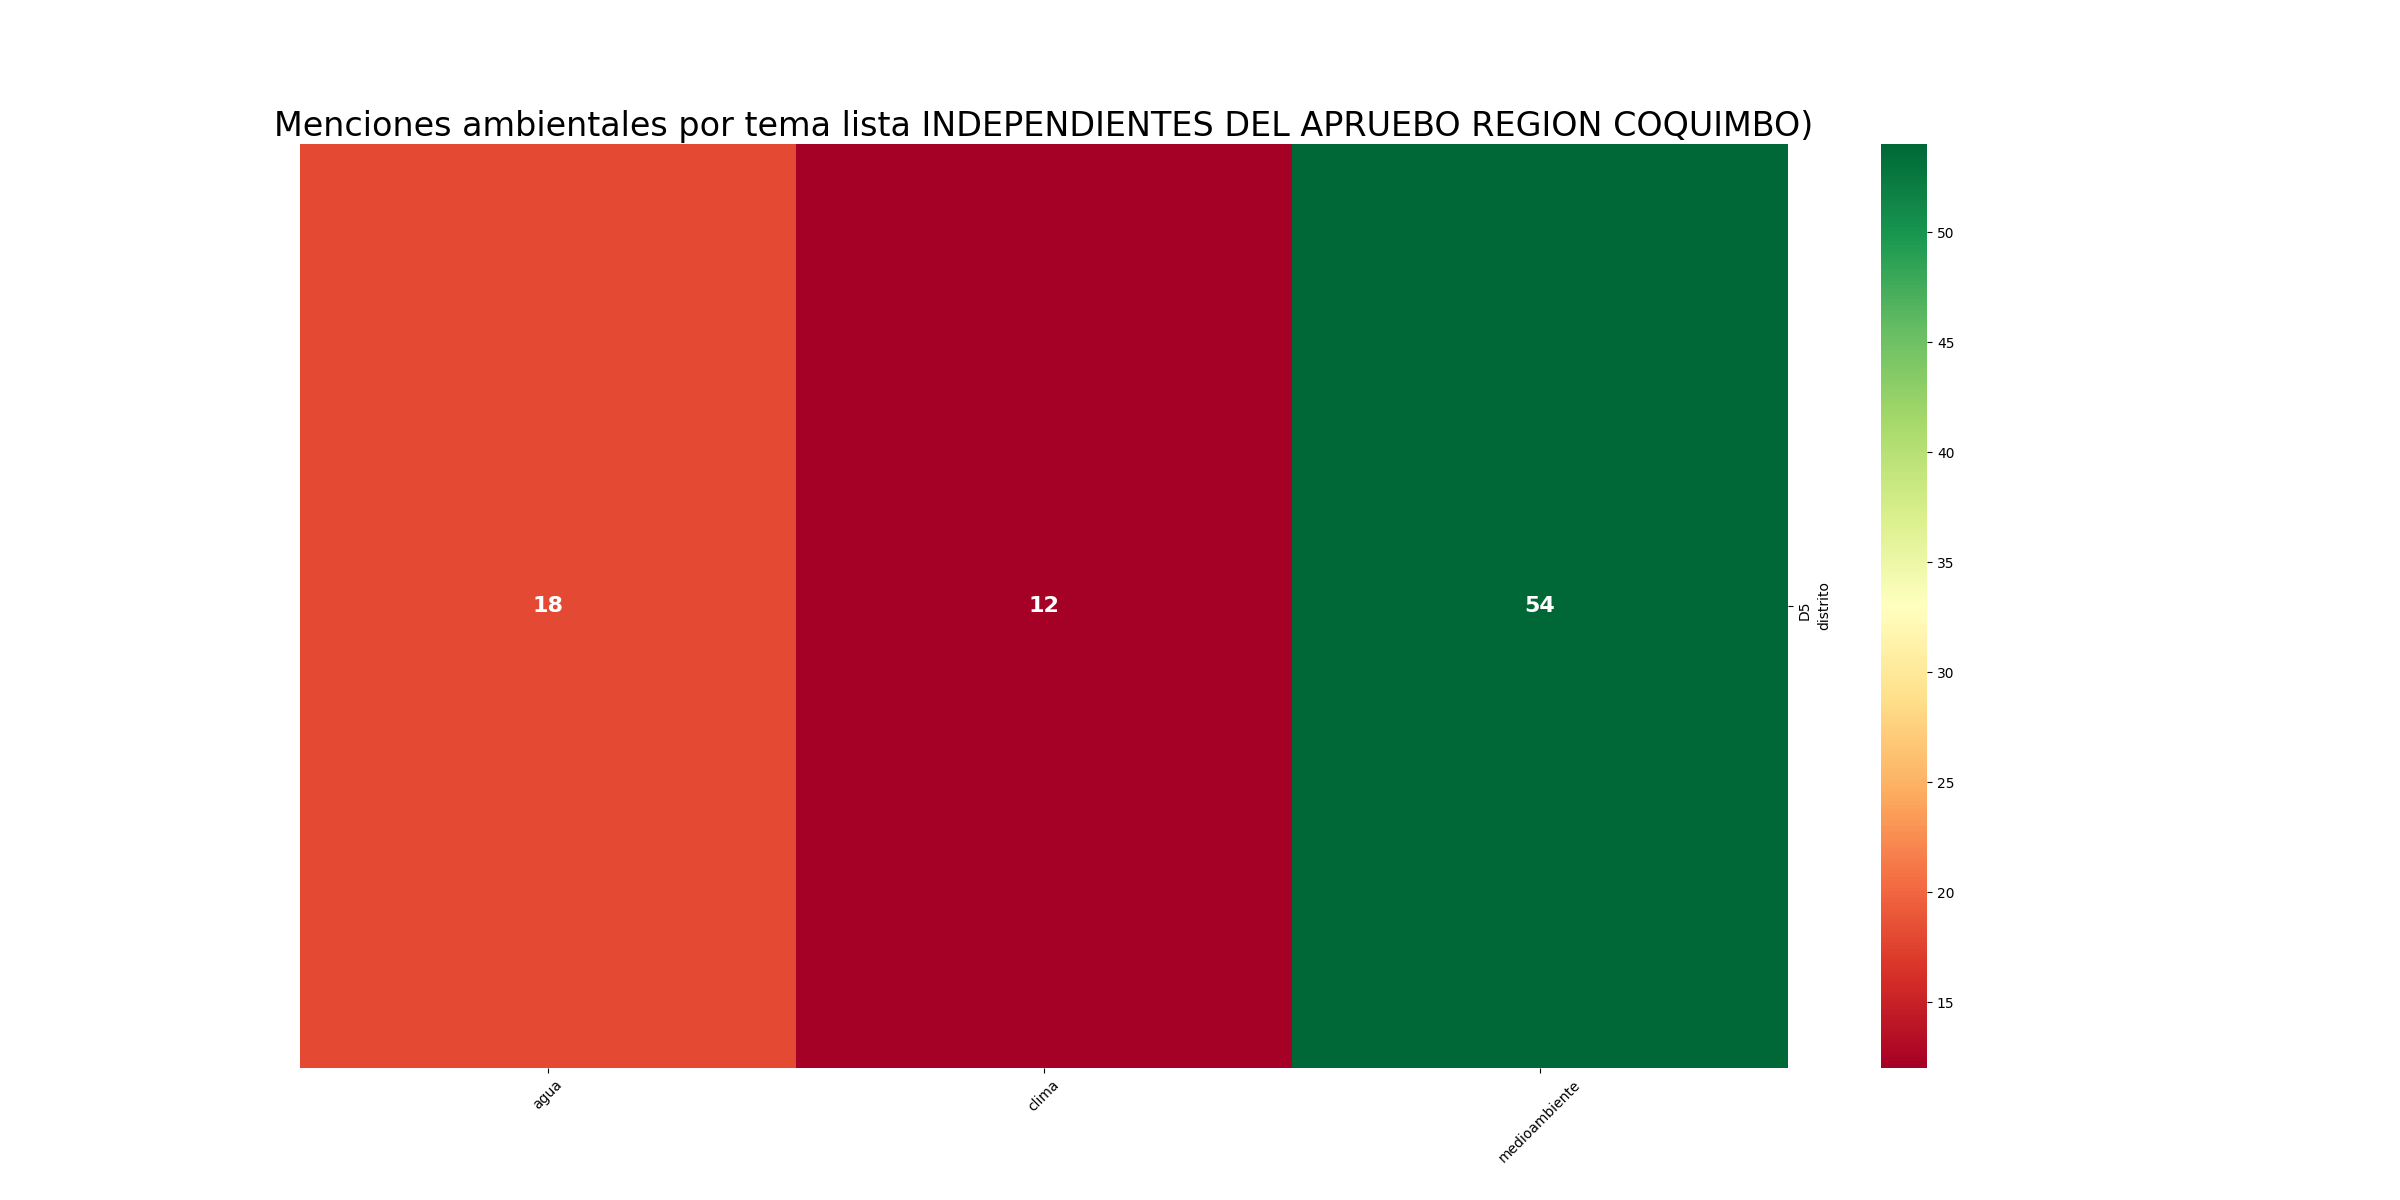 Menciones ambientales por tema lista INDEPENDIENTES DEL APRUEBO REGION COQUIMBO)
18
12
54
D5
distrito
50
45
40
35
30
25
20
15
agua
clima
medioambiente